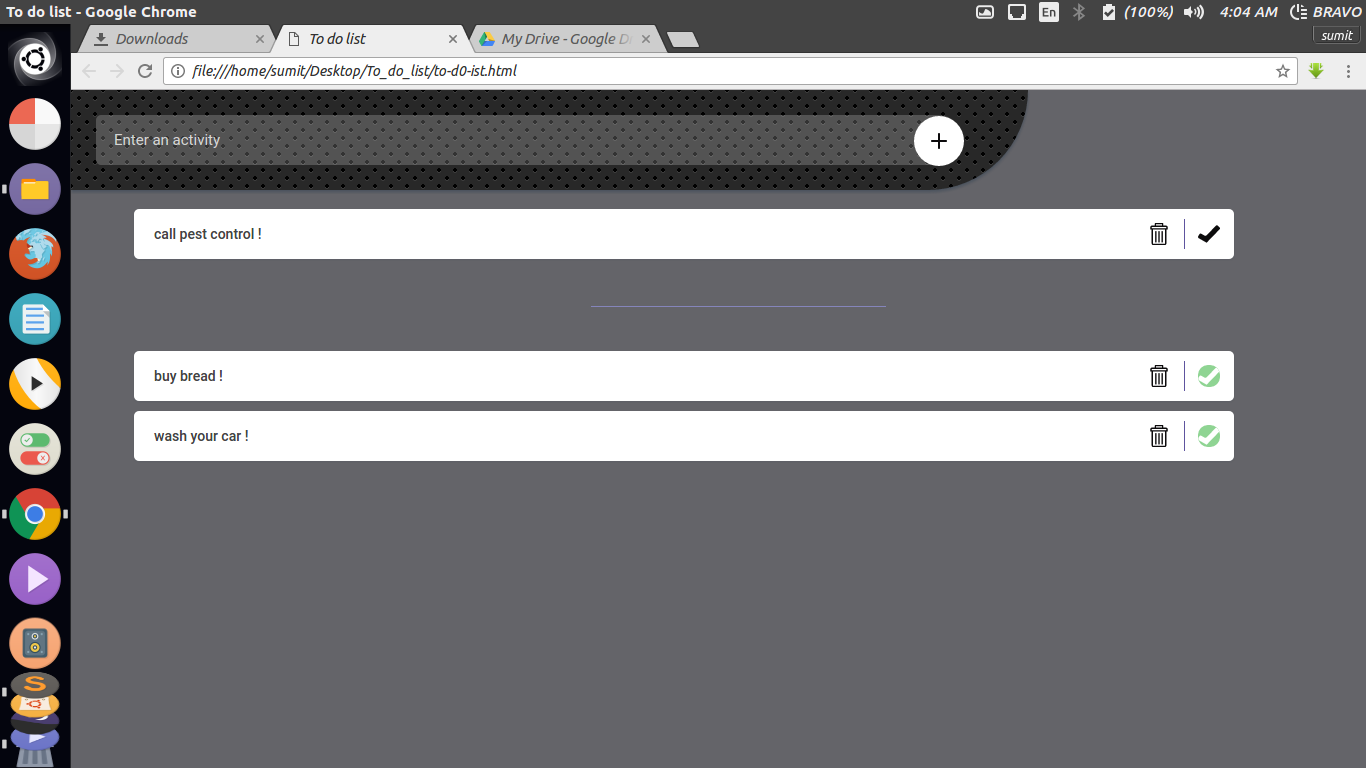 To do list - Google Chrome
En
(100%)
4:04 AM
BRAVO
Downloads
To do list
My Drive - Google D
sumit
file:///home/sumit/Desktop/To_do_list/to-d0-ist.html
Enter an activity
call pest control !
buy bread !
wash your car !